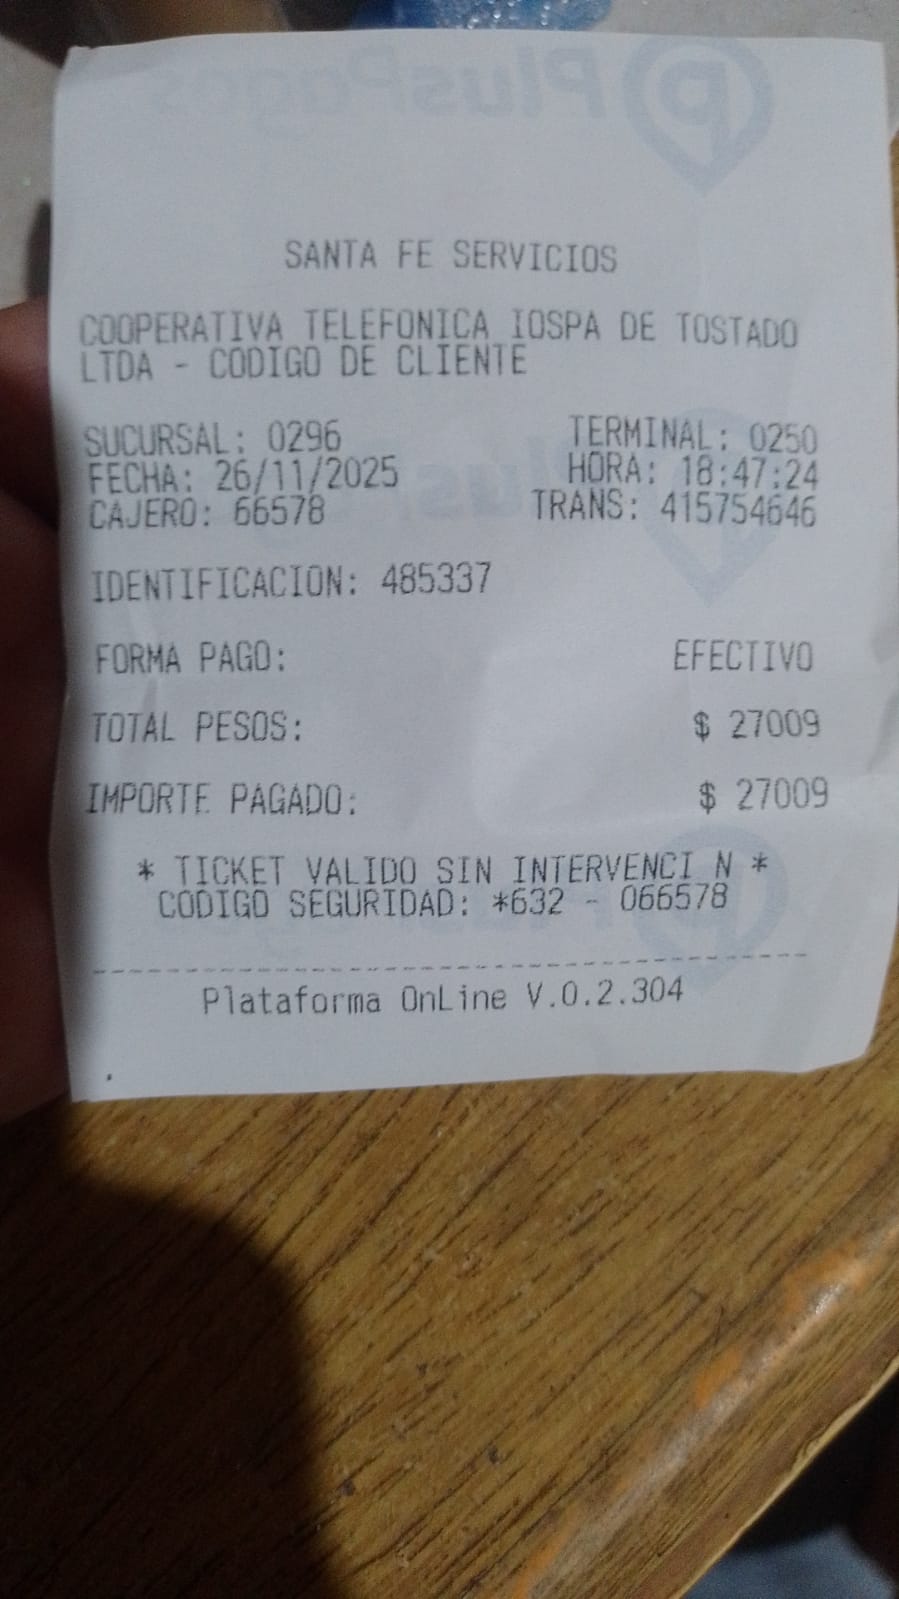 PlusPagos
SANTA FE SERVICIOS
COOPERATIVA TELEFONICA IOSPA DE TOSTADO
LTDA - CODIGO DE CLIENTE
SUCURSAL: 0296 TERMINAL: 0250
FECHA: 26/11/2025 HORA: 18:47:24
CAJERO: 66578 TRANS: 415754646
IDENTIFICACION: 485337
FORMA PAGO: EFECTIVO
TOTAL PESOS: $ 27009
IMPORTE PAGADO: $ 27009
* TICKET VALIDO SIN INTERVENCI N *
CODIGO SEGURIDAD: *632 - 066578
Plataforma OnLine V.0.2.304